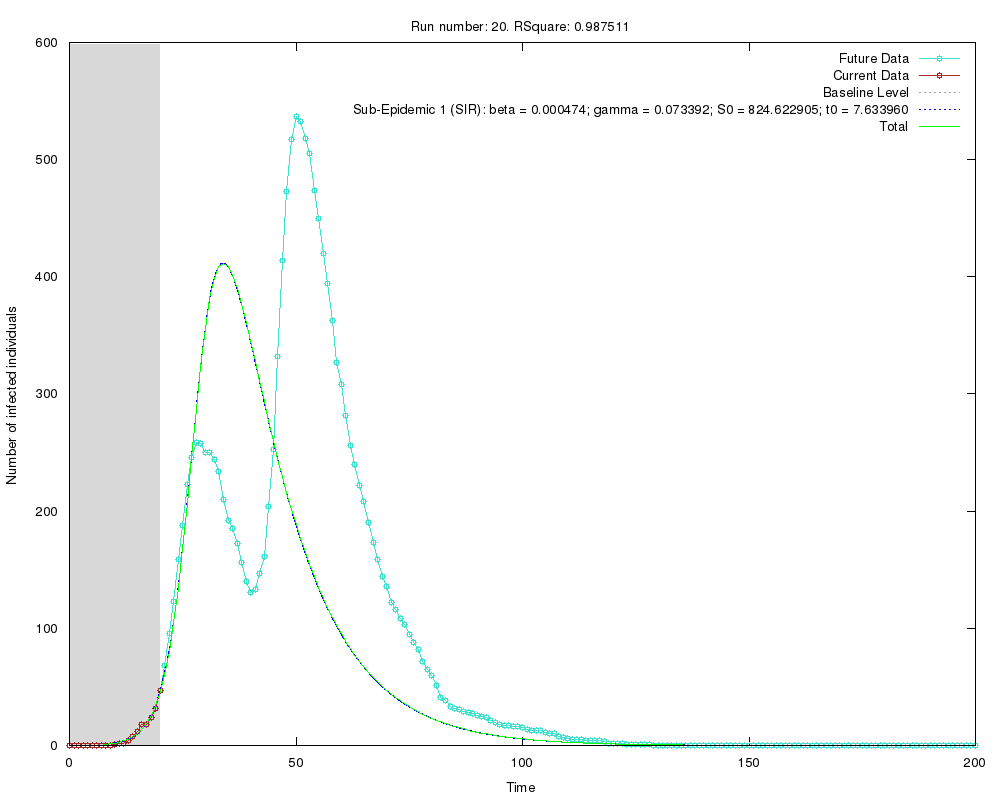 Run number: 20. RSquare: 0.987511
600
500
400
300
200
100
0
Number of infected individuals
Future Data
Current Data
Baseline Level
Sub-Epidemic 1 (SIR): beta = 0.000474; gamma = 0.073392; S0 = 824.622905; t0 = 7.633960
Total
0 50 100 150 200
Time